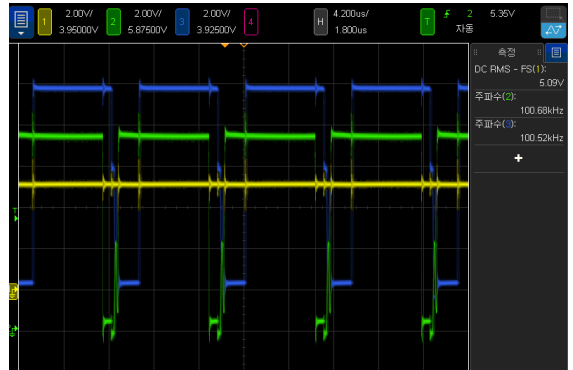 1 2.00V/ 3.95000V
2 2.00V/ 5.87500V
3 2.00V/ 3.92500V
4
H 4.200us/ 1.800us
T 2 5.35V
자동
측정
DC RMS - FS(1):
5.09V
주파수(2):
100.68kHz
주파수(3):
100.52kHz
+
T